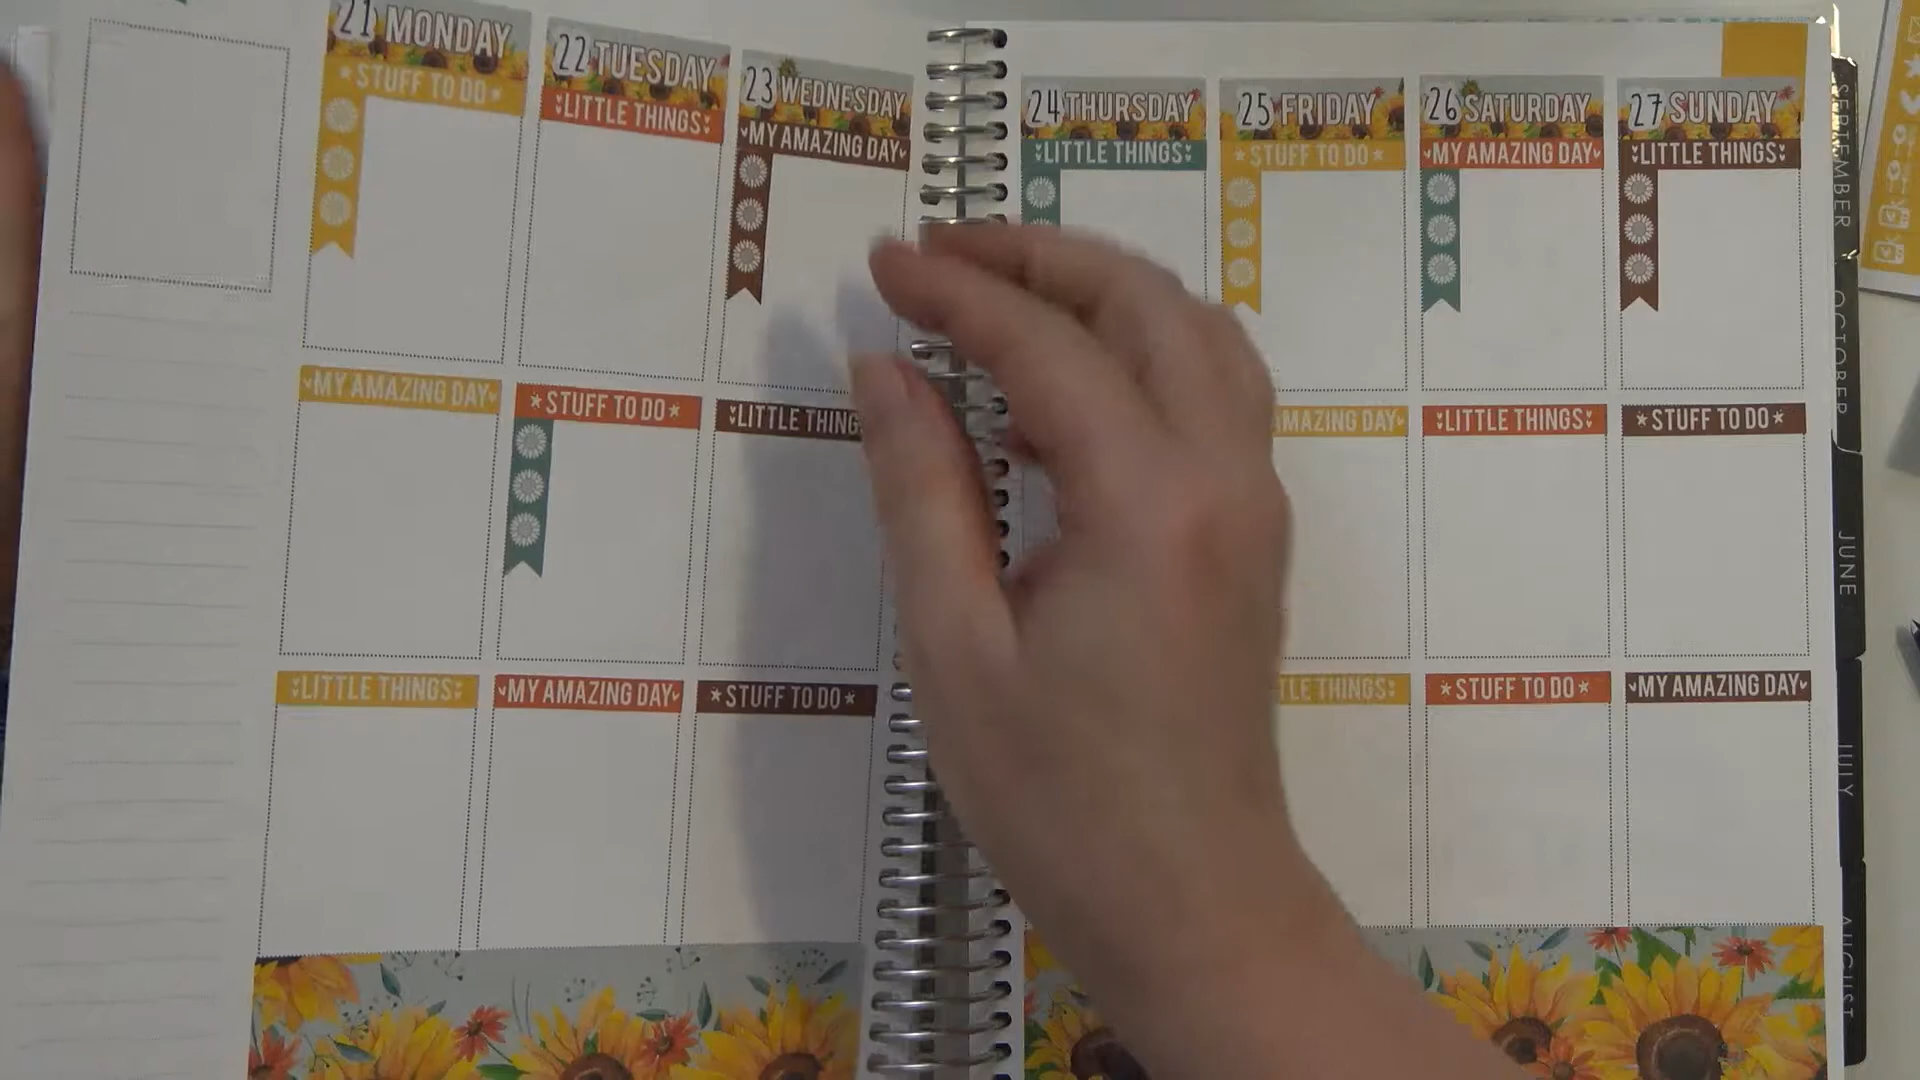 21 MONDAY
STUFF TO DO
22 TUESDAY
LITTLE THINGS
23 WEDNESDAY
MY AMAZING DAY
24 THURSDAY
LITTLE THINGS
25 FRIDAY
STUFF TO DO
26 SATURDAY
MY AMAZING DAY
27 SUNDAY
LITTLE THINGS
MY AMAZING DAY
STUFF TO DO
LITTLE THING
AMAZING DAY
LITTLE THINGS
STUFF TO DO
LITTLE THINGS
MY AMAZING DAY
STUFF TO DO
TLE THINGS
STUFF TO DO
MY AMAZING DAY
SEPTEMBER
OCTOBER
JUNE
JULY
AUGUST